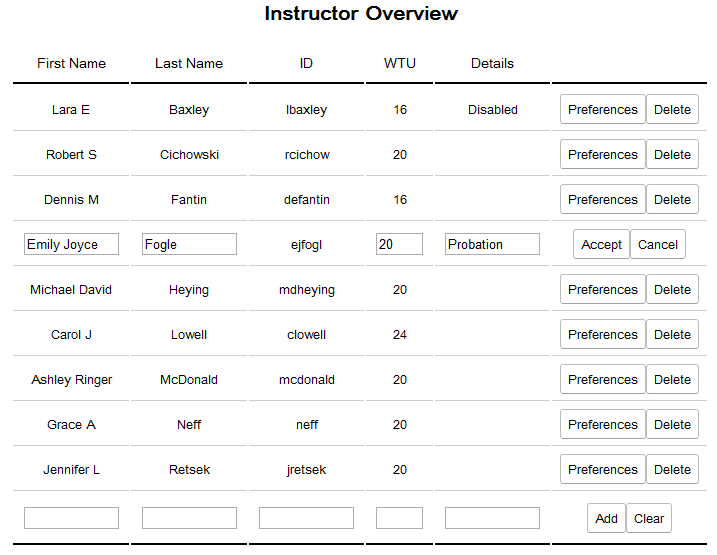 Instructor Overview
First Name Last Name ID WTU Details
Lara E Baxley lbaxley 16 Disabled Preferences Delete
Robert S Cichowski rcichow 20 Preferences Delete
Dennis M Fantin defantin 16 Preferences Delete
Emily Joyce Fogle ejfogl 20 Probation Accept Cancel
Michael David Heying mdheying 20 Preferences Delete
Carol J Lowell clowell 24 Preferences Delete
Ashley Ringer McDonald mcdonald 20 Preferences Delete
Grace A Neff neff 20 Preferences Delete
Jennifer L Retsek jretsek 20 Preferences Delete
Add Clear